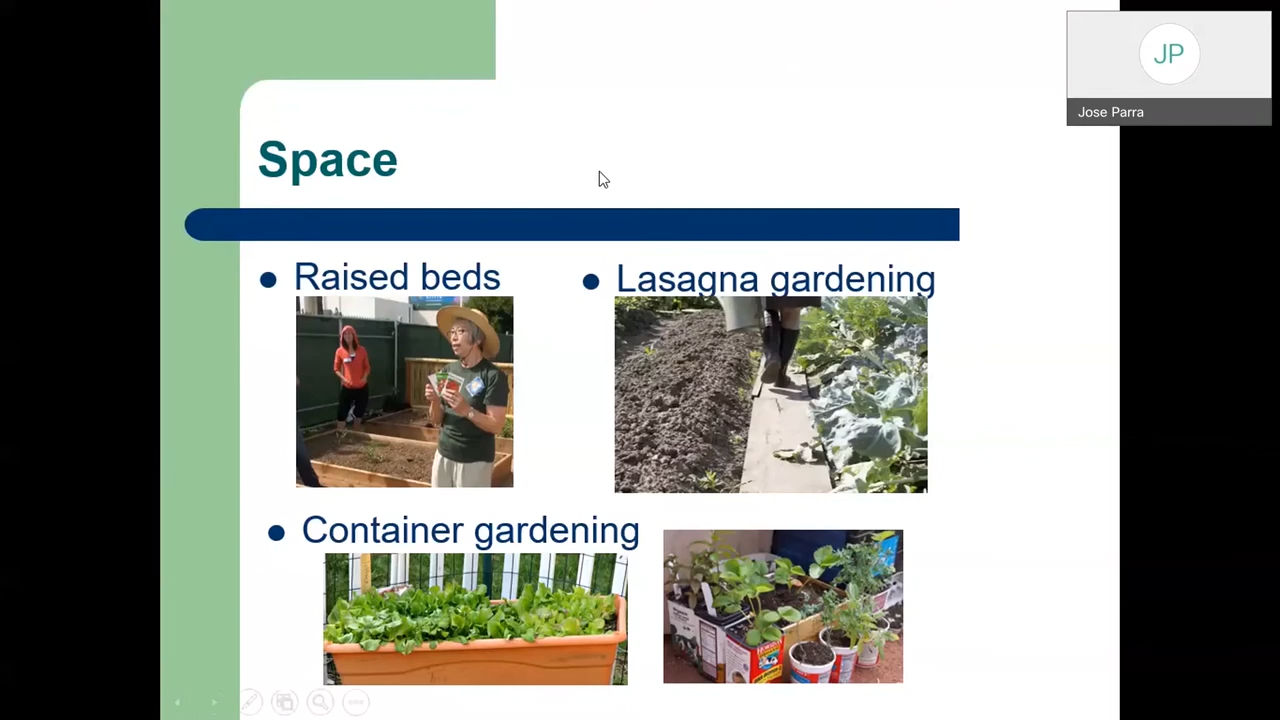 JP
Jose Parra
Space
Raised beds
Lasagna gardening
Container gardening